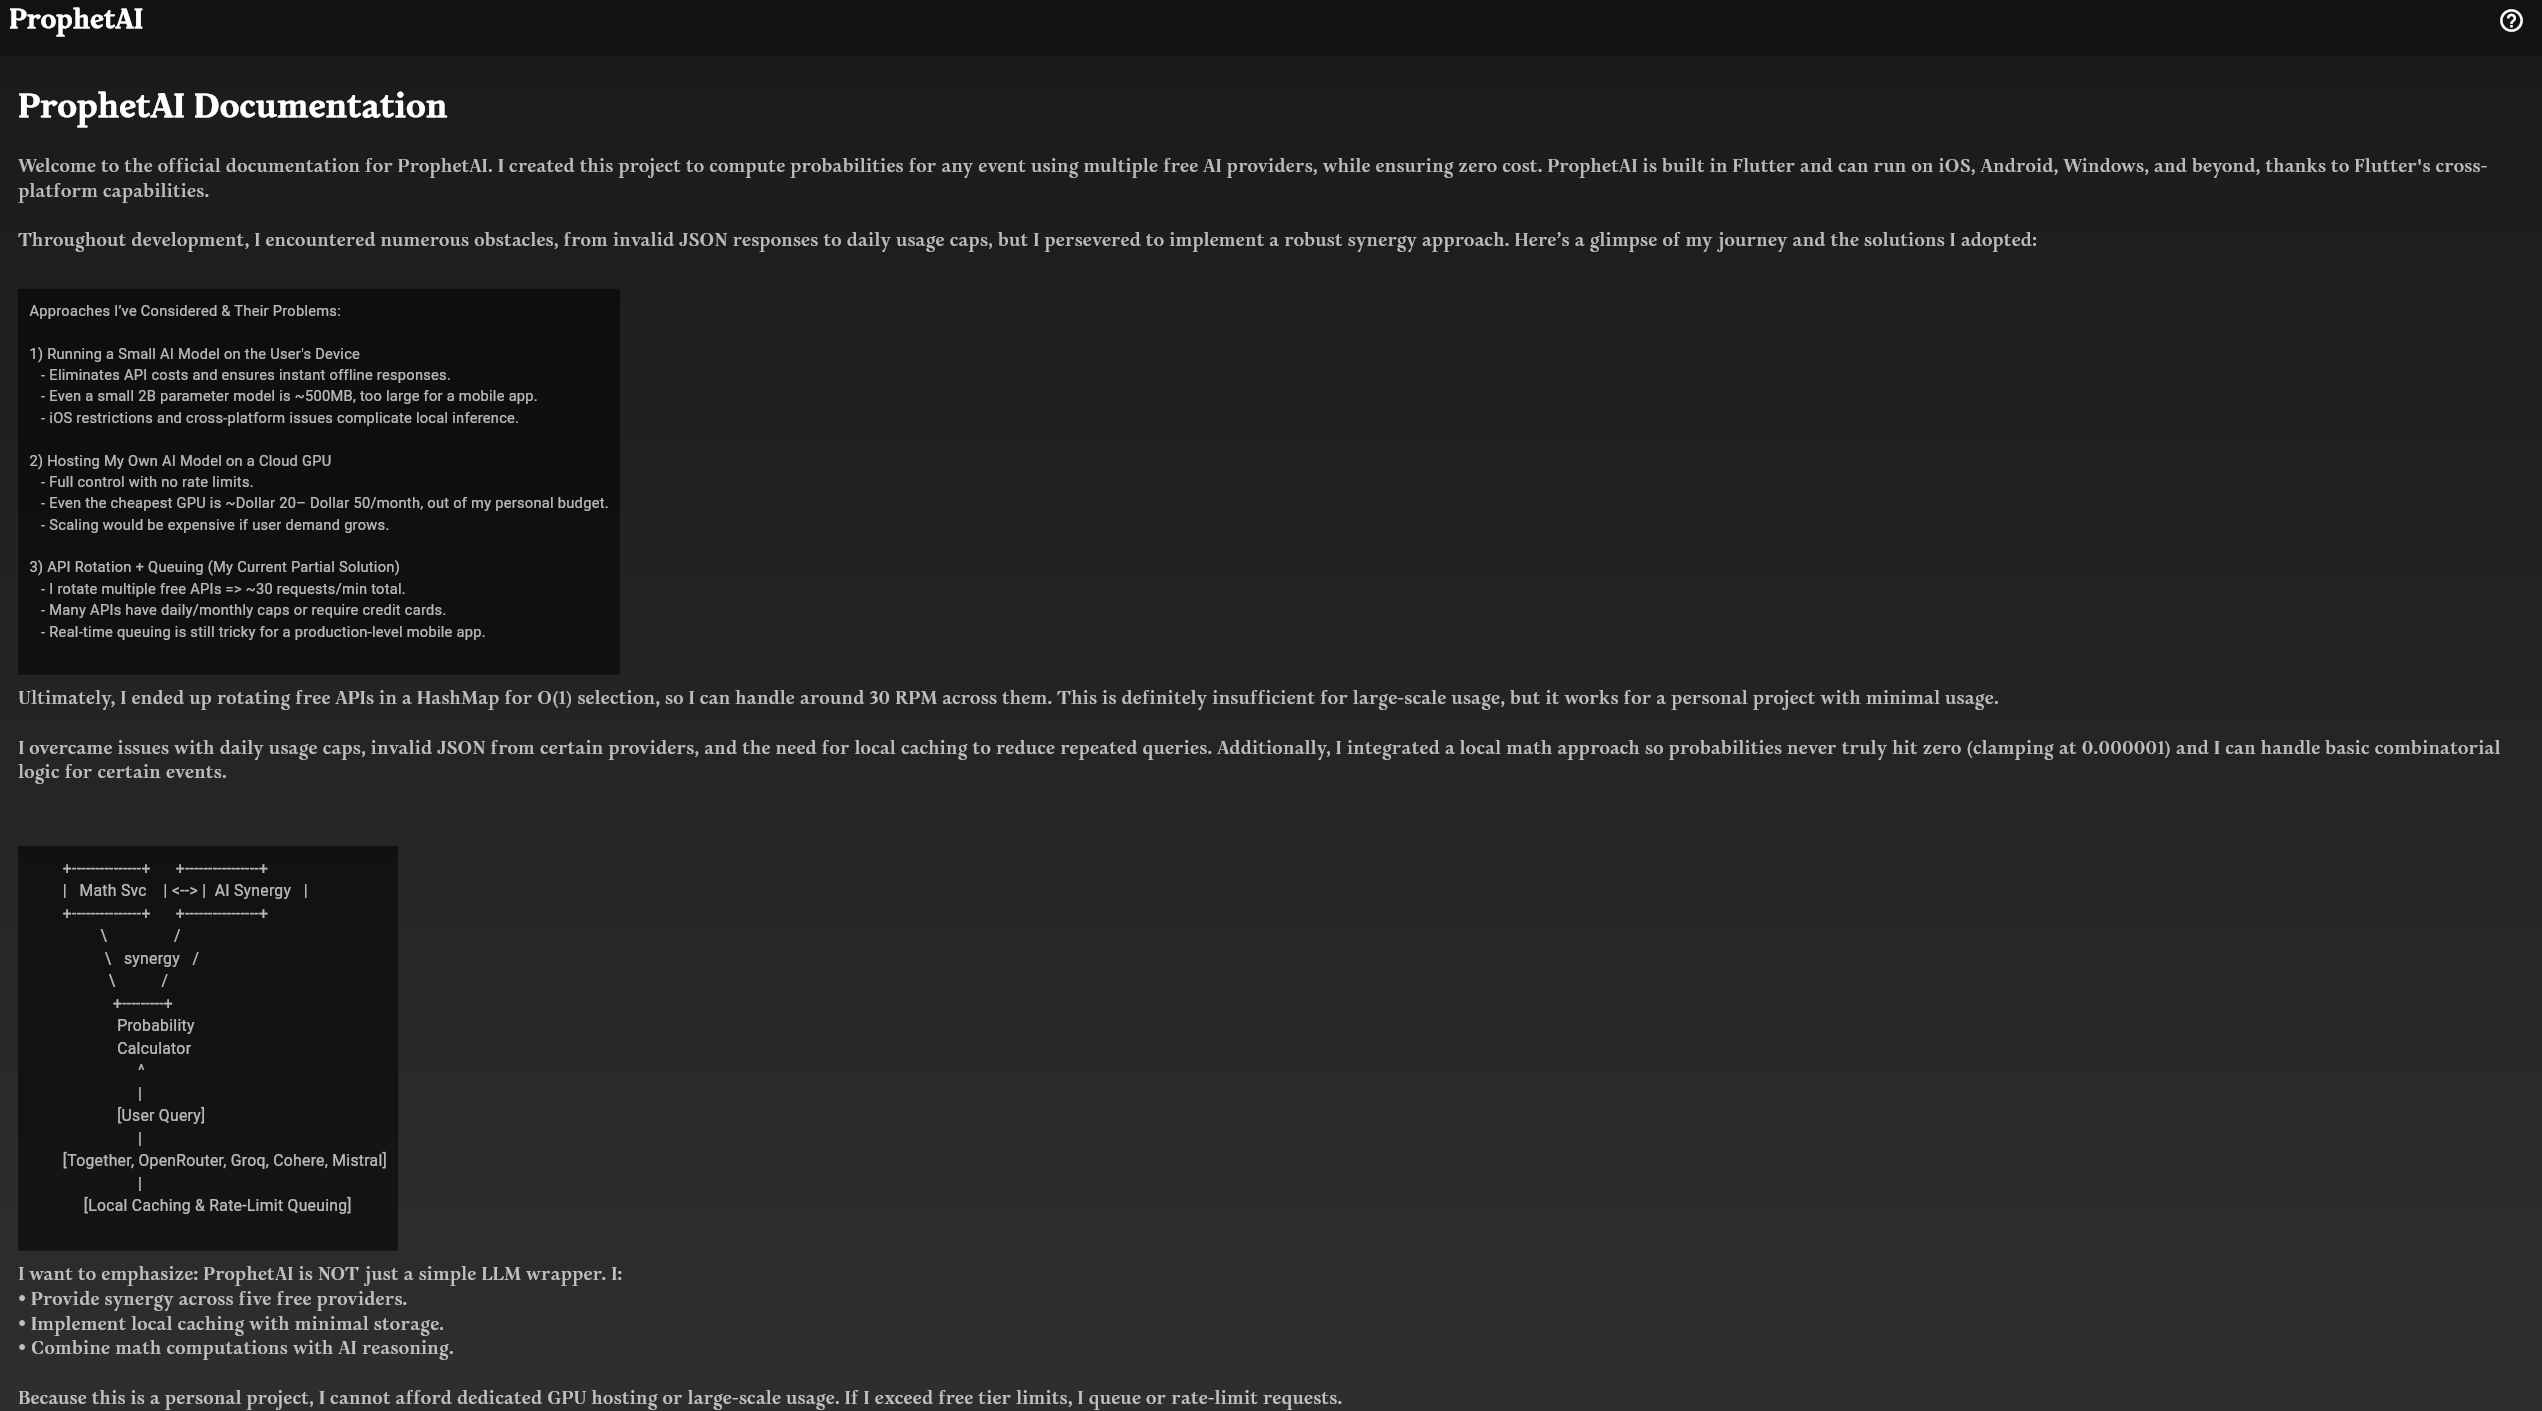 ProphetAI
ProphetAI Documentation
Welcome to the official documentation for ProphetAI. I created this project to compute probabilities for any event using multiple free AI providers, while ensuring zero cost. ProphetAI is built in Flutter and can run on iOS, Android, Windows, and beyond, thanks to Flutter's cross-
platform capabilities.
Throughout development, I encountered numerous obstacles, from invalid JSON responses to daily usage caps, but I persevered to implement a robust synergy approach. Here’s a glimpse of my journey and the solutions I adopted:
Approaches I’ve Considered & Their Problems:
1) Running a Small AI Model on the User's Device
- Eliminates API costs and ensures instant offline responses.
- Even a small 2B parameter model is ~500MB, too large for a mobile app.
- iOS restrictions and cross-platform issues complicate local inference.
2) Hosting My Own AI Model on a Cloud GPU
- Full control with no rate limits.
- Even the cheapest GPU is ~Dollar 20– Dollar 50/month, out of my personal budget.
- Scaling would be expensive if user demand grows.
3) API Rotation + Queuing (My Current Partial Solution)
- I rotate multiple free APIs => ~30 requests/min total.
- Many APIs have daily/monthly caps or require credit cards.
- Real-time queuing is still tricky for a production-level mobile app.
Ultimately, I ended up rotating free APIs in a HashMap for O(1) selection, so I can handle around 30 RPM across them. This is definitely insufficient for large-scale usage, but it works for a personal project with minimal usage.
I overcame issues with daily usage caps, invalid JSON from certain providers, and the need for local caching to reduce repeated queries. Additionally, I integrated a local math approach so probabilities never truly hit zero (clamping at 0.000001) and I can handle basic combinatorial
logic for certain events.
+---------------+      +----------------+
|   Math Svc    | <--> |  AI Synergy   |
+---------------+      +----------------+
\                /
\   synergy   /
\           /
+---------+
Probability
Calculator
^
|
[User Query]
|
[Together, OpenRouter, Groq, Cohere, Mistral]
|
[Local Caching & Rate-Limit Queuing]
I want to emphasize: ProphetAI is NOT just a simple LLM wrapper. I:
• Provide synergy across five free providers.
• Implement local caching with minimal storage.
• Combine math computations with AI reasoning.
Because this is a personal project, I cannot afford dedicated GPU hosting or large-scale usage. If I exceed free tier limits, I queue or rate-limit requests.